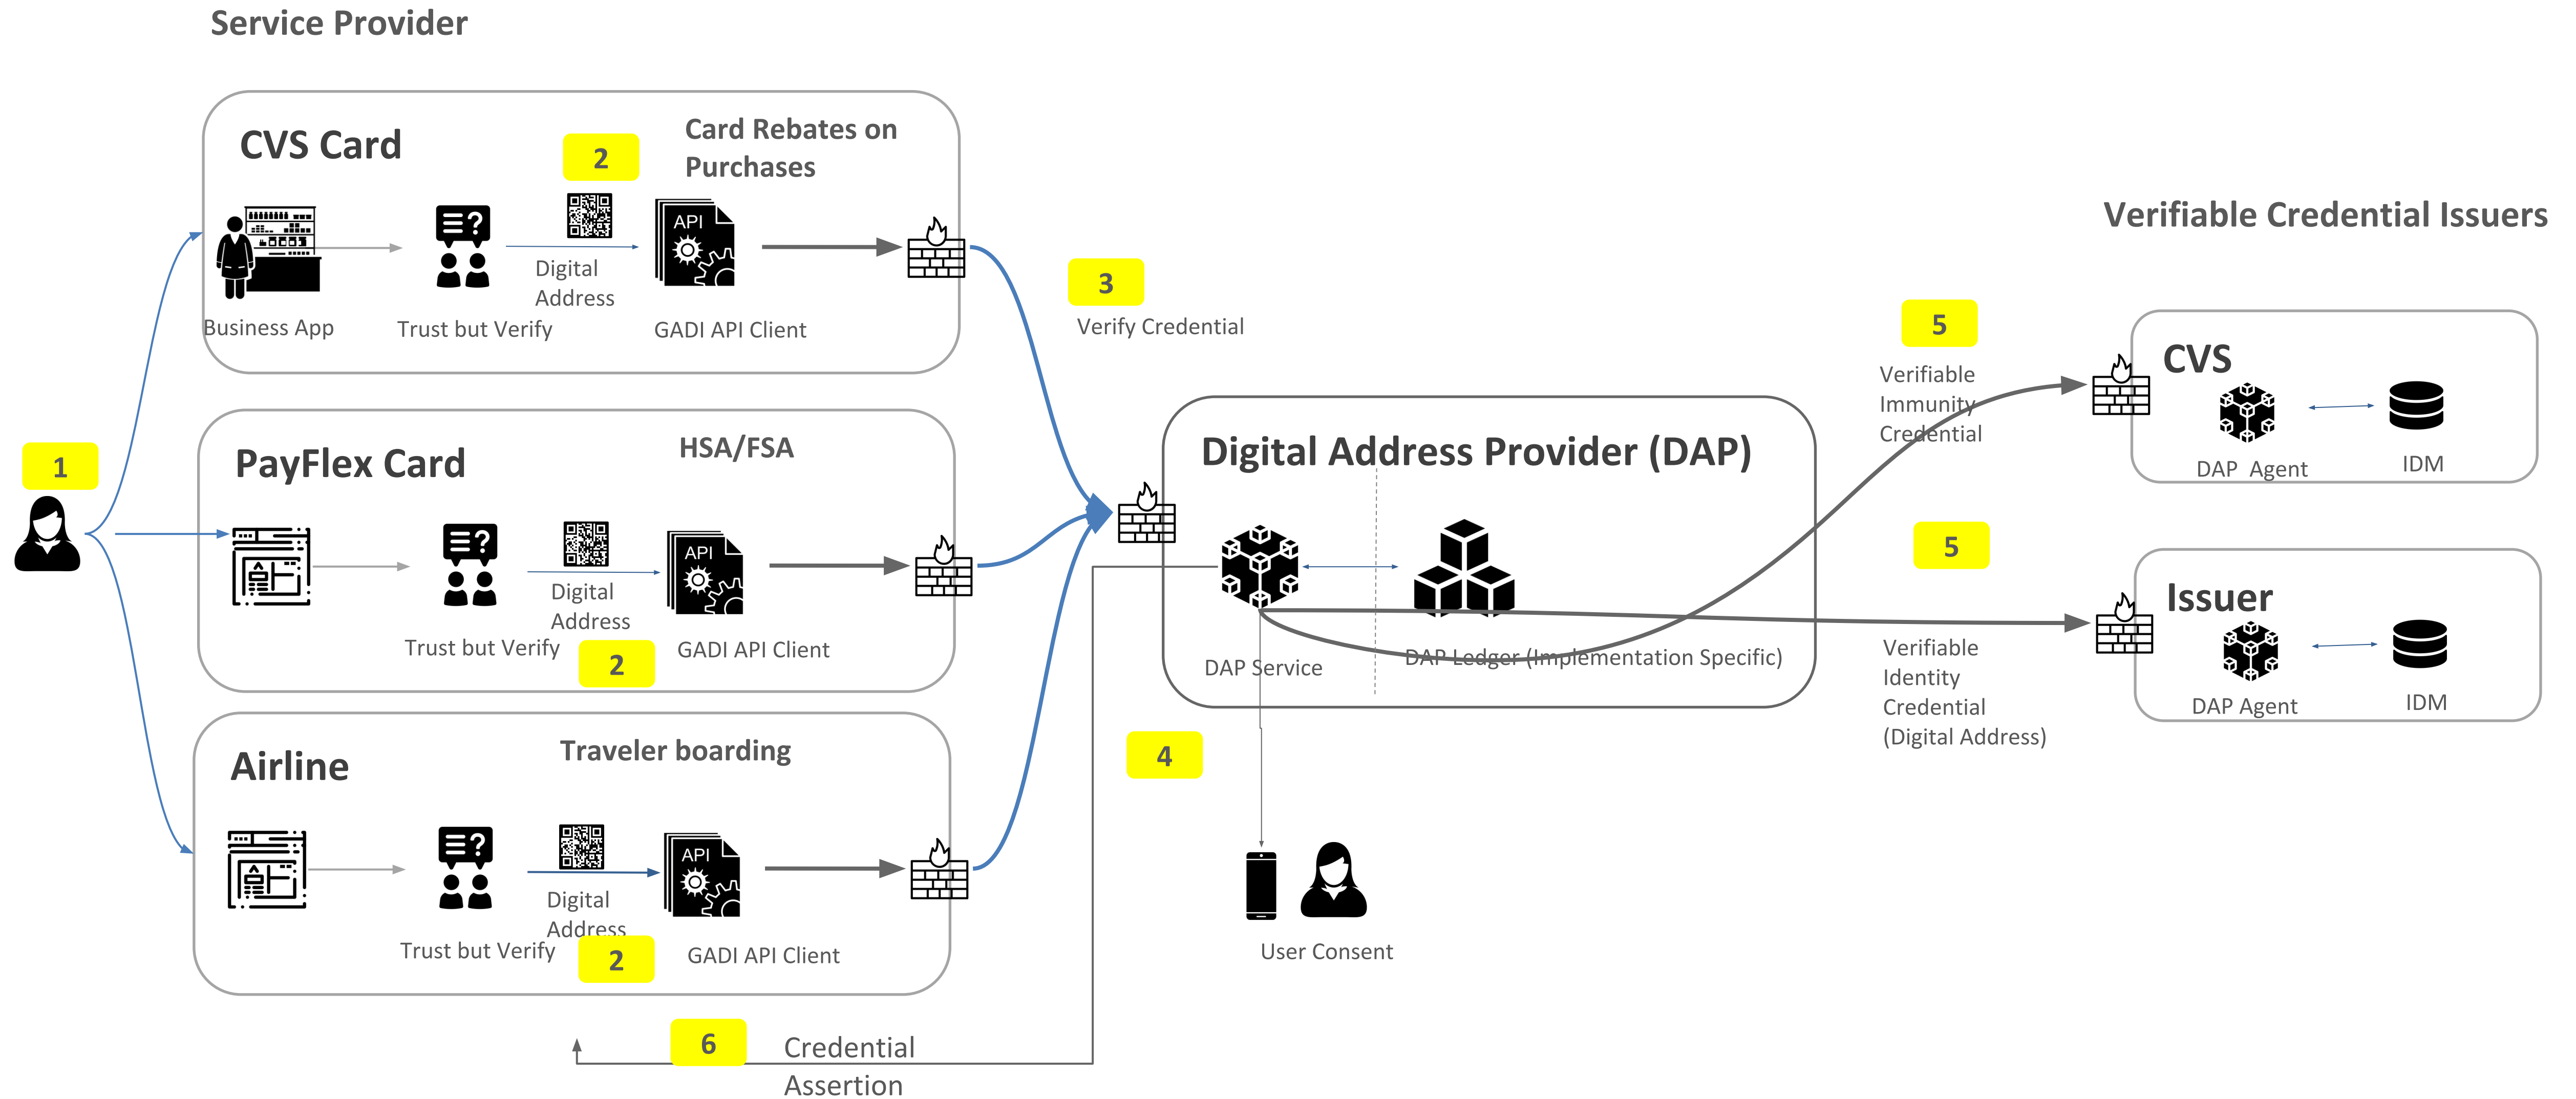 Service Provider
CVS Card
2
Card Rebates on
Purchases
API
Digital
Address
Business App
Trust but Verify
GADI API Client
1
PayFlex Card
HSA/FSA
API
Digital
Address
Trust but Verify
2
GADI API Client
Airline
Traveler boarding
API
Digital
Address
Trust but Verify
2
GADI API Client
6
Credential
Assertion
3
Verify Credential
Digital Address Provider (DAP)
DAP Service
DAP Ledger (Implementation Specific)
4
User Consent
Verifiable Credential Issuers
5
Verifiable
Immunity
Credential
CVS
DAP  Agent
IDM
5
Verifiable
Identity
Credential
(Digital Address)
Issuer
DAP Agent
IDM